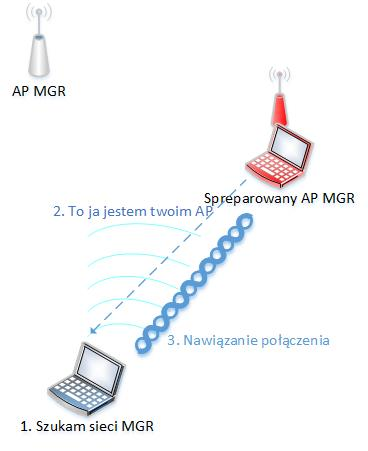 AP MGR
Spreparowany AP MGR
2. To ja jestem twoim AP
3. Nawiązanie połączenia
1. Szukam sieci MGR